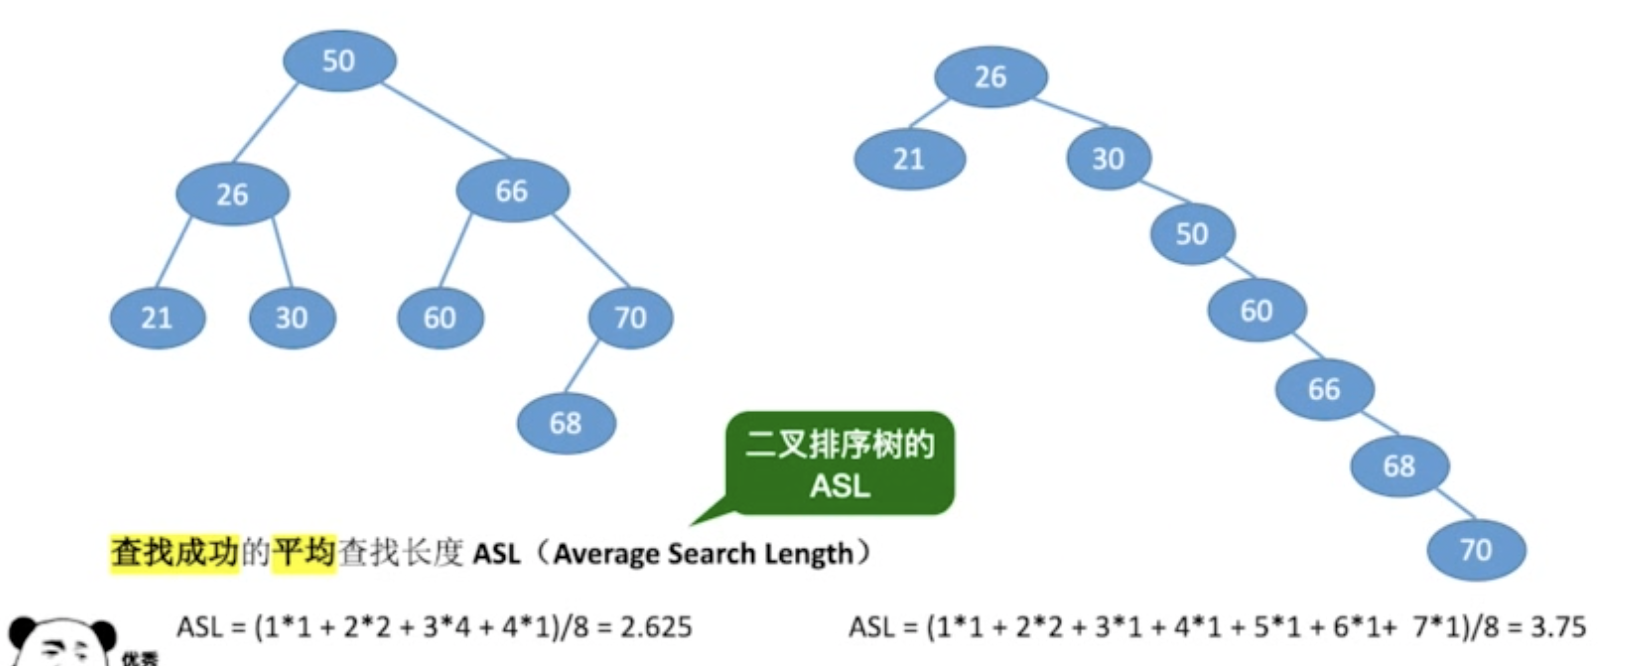 50
26
66
21
30
60
70
68
26
21
30
50
60
66
68
70
二叉排序树的
ASL
查找成功的平均查找长度 ASL（Average Search Length）
ASL = (1*1 + 2*2 + 3*4 + 4*1)/8 = 2.625
ASL = (1*1 + 2*2 + 3*1 + 4*1 + 5*1 + 6*1+ 7*1)/8 = 3.75
优秀